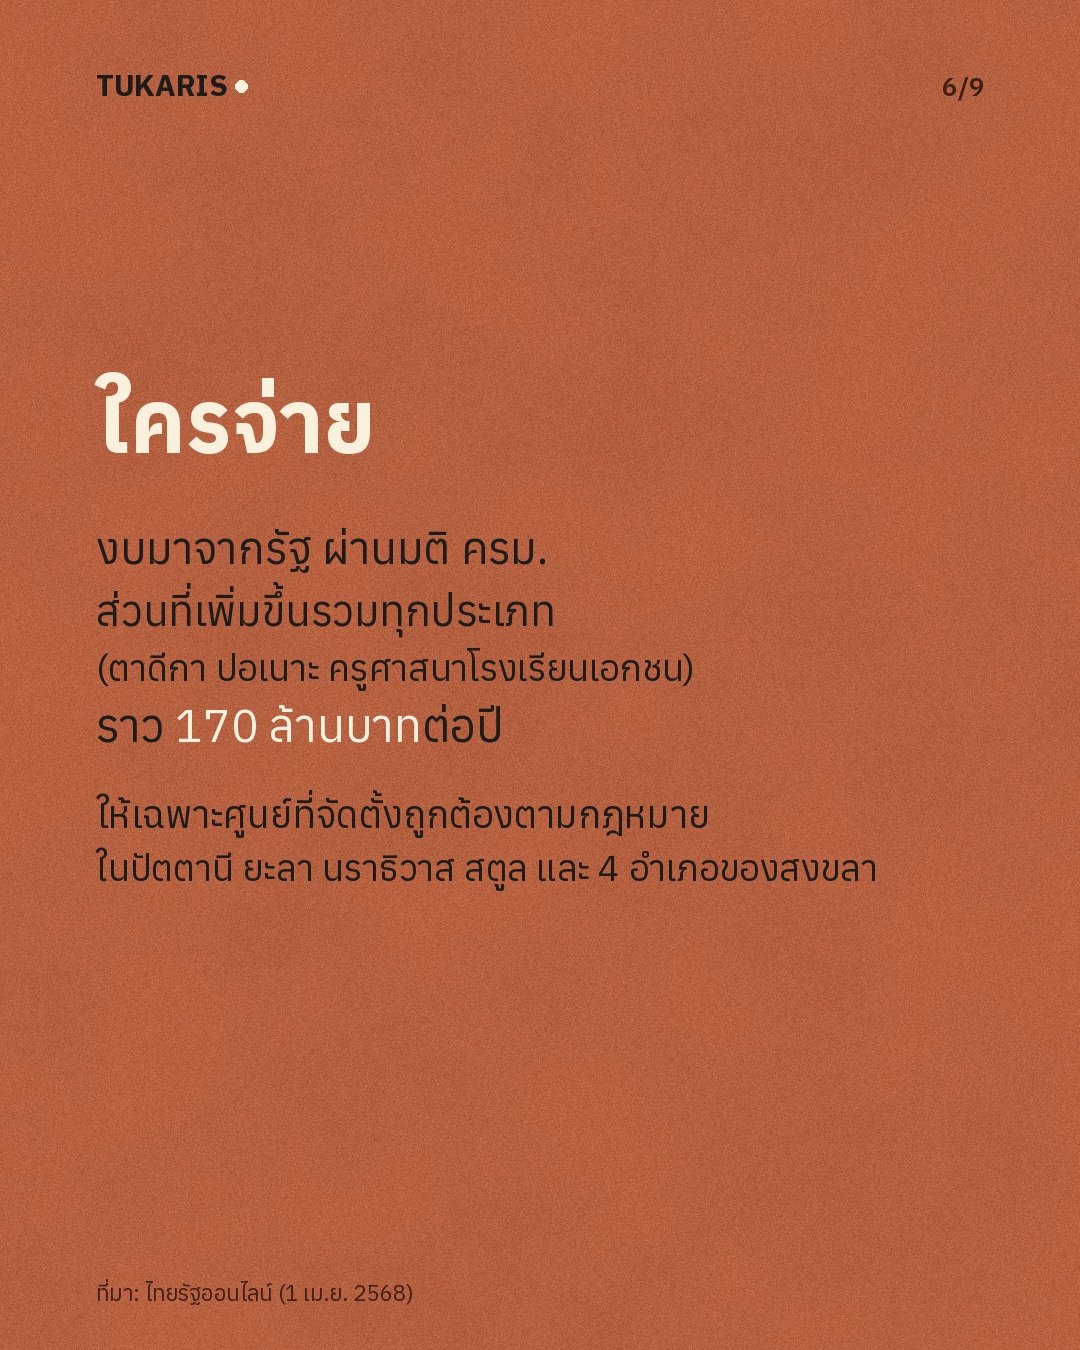 TUKARIS
6/9
ใครจ่าย
งบมาจากรัฐ ผ่านมติ ครม.
ส่วนที่เพิ่มขึ้นรวมทุกประเภท
(ตาดีกา ปอเนาะ ครูศาสนาโรงเรียนเอกชน)
ราว 170 ล้านบาทต่อปี
ให้เฉพาะศูนย์ที่จัดตั้งถูกต้องตามกฎหมาย
ในปัตตานี ยะลา นราธิวาส สตูล และ 4 อำเภอของสงขลา
ที่มา: ไทยรัฐออนไลน์ (1 เม.ย. 2568)